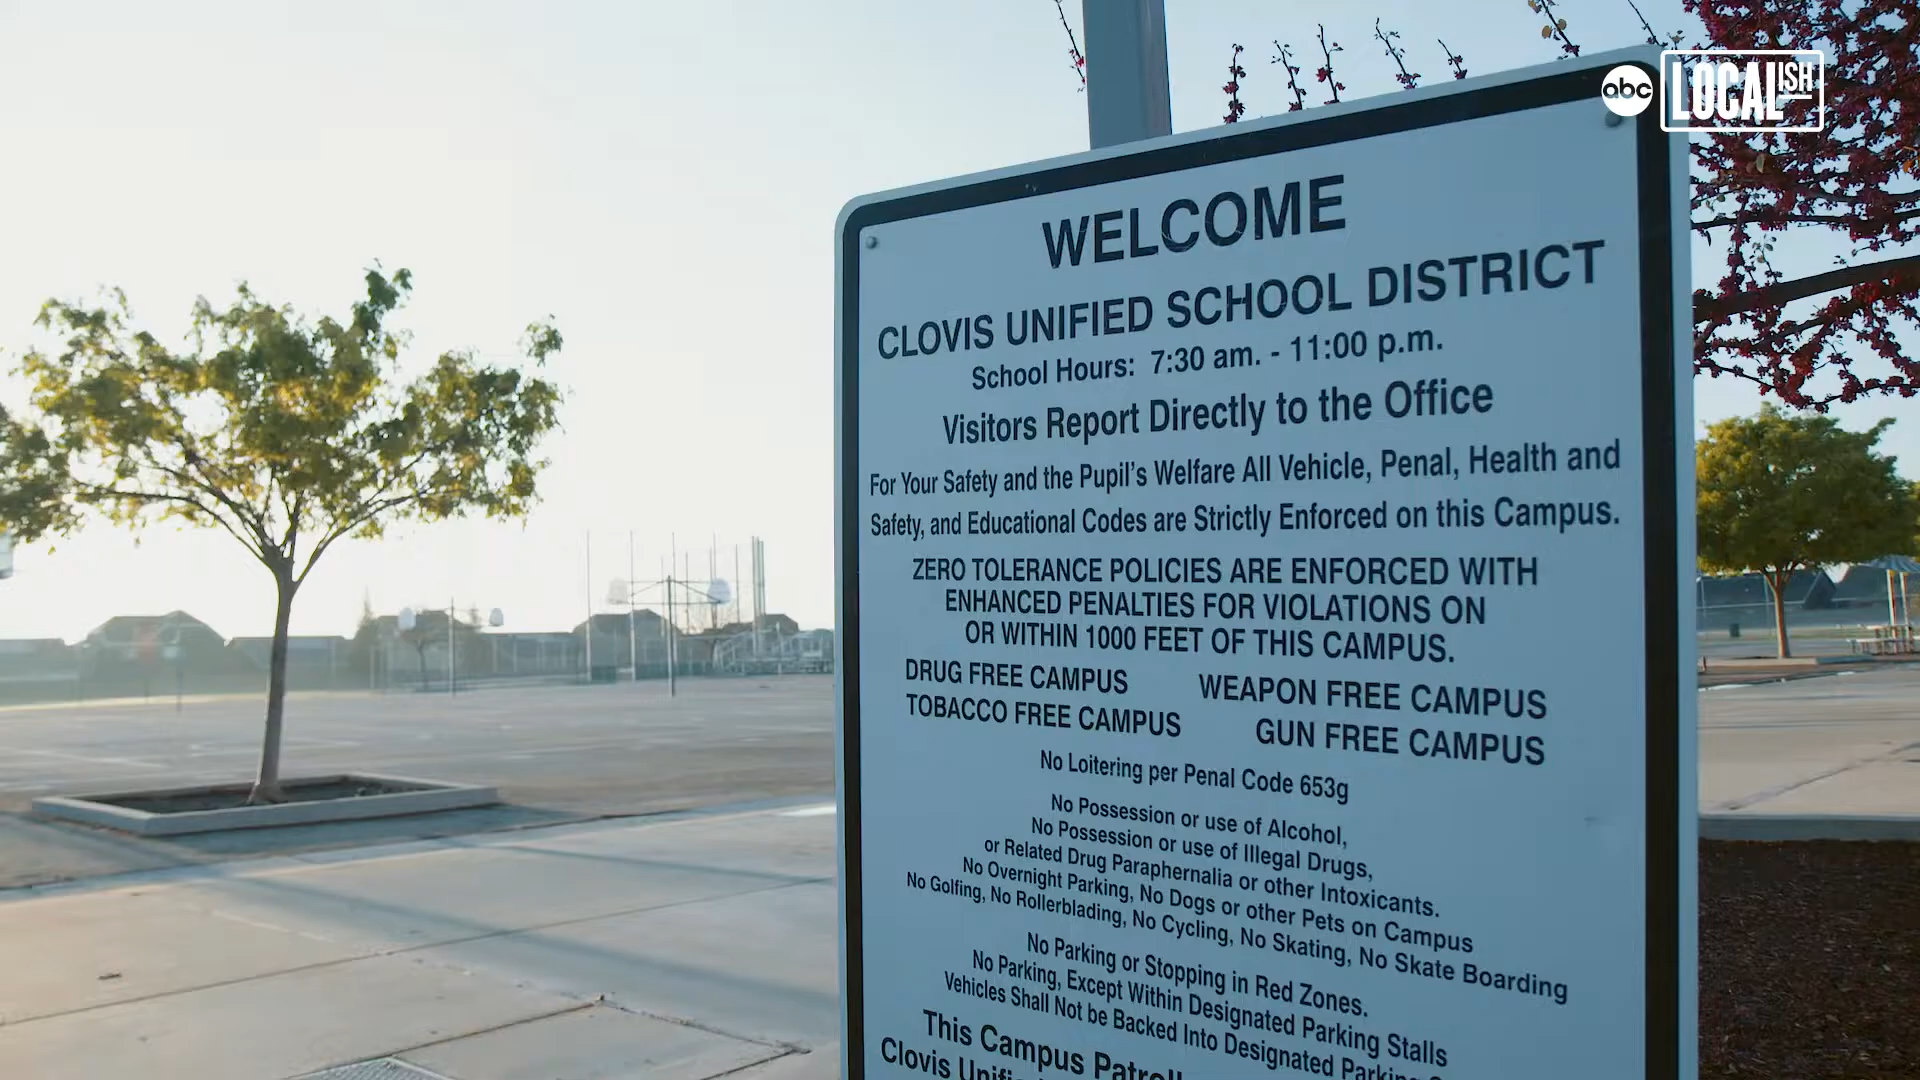 abc LOCALISH
WELCOME
CLOVIS UNIFIED SCHOOL DISTRICT
School Hours: 7:30 am. - 11:00 p.m.
Visitors Report Directly to the Office
For Your Safety and the Pupil's Welfare All Vehicle, Penal, Health and
Safety, and Educational Codes are Strictly Enforced on this Campus.
ZERO TOLERANCE POLICIES ARE ENFORCED WITH
ENHANCED PENALTIES FOR VIOLATIONS ON
OR WITHIN 1000 FEET OF THIS CAMPUS.
DRUG FREE CAMPUS WEAPON FREE CAMPUS
TOBACCO FREE CAMPUS GUN FREE CAMPUS
No Loitering per Penal Code 653g
No Possession or use of Alcohol,
No Possession or use of Illegal Drugs,
or Related Drug Paraphernalia or other Intoxicants.
No Overnight Parking, No Dogs or other Pets on Campus
No Golfing, No Rollerblading, No Cycling, No Skating, No Skate Boarding
No Parking or Stopping in Red Zones.
No Parking, Except Within Designated Parking Stalls
Vehicles Shall Not be Backed Into Designated Parking
This Campus
Clovis